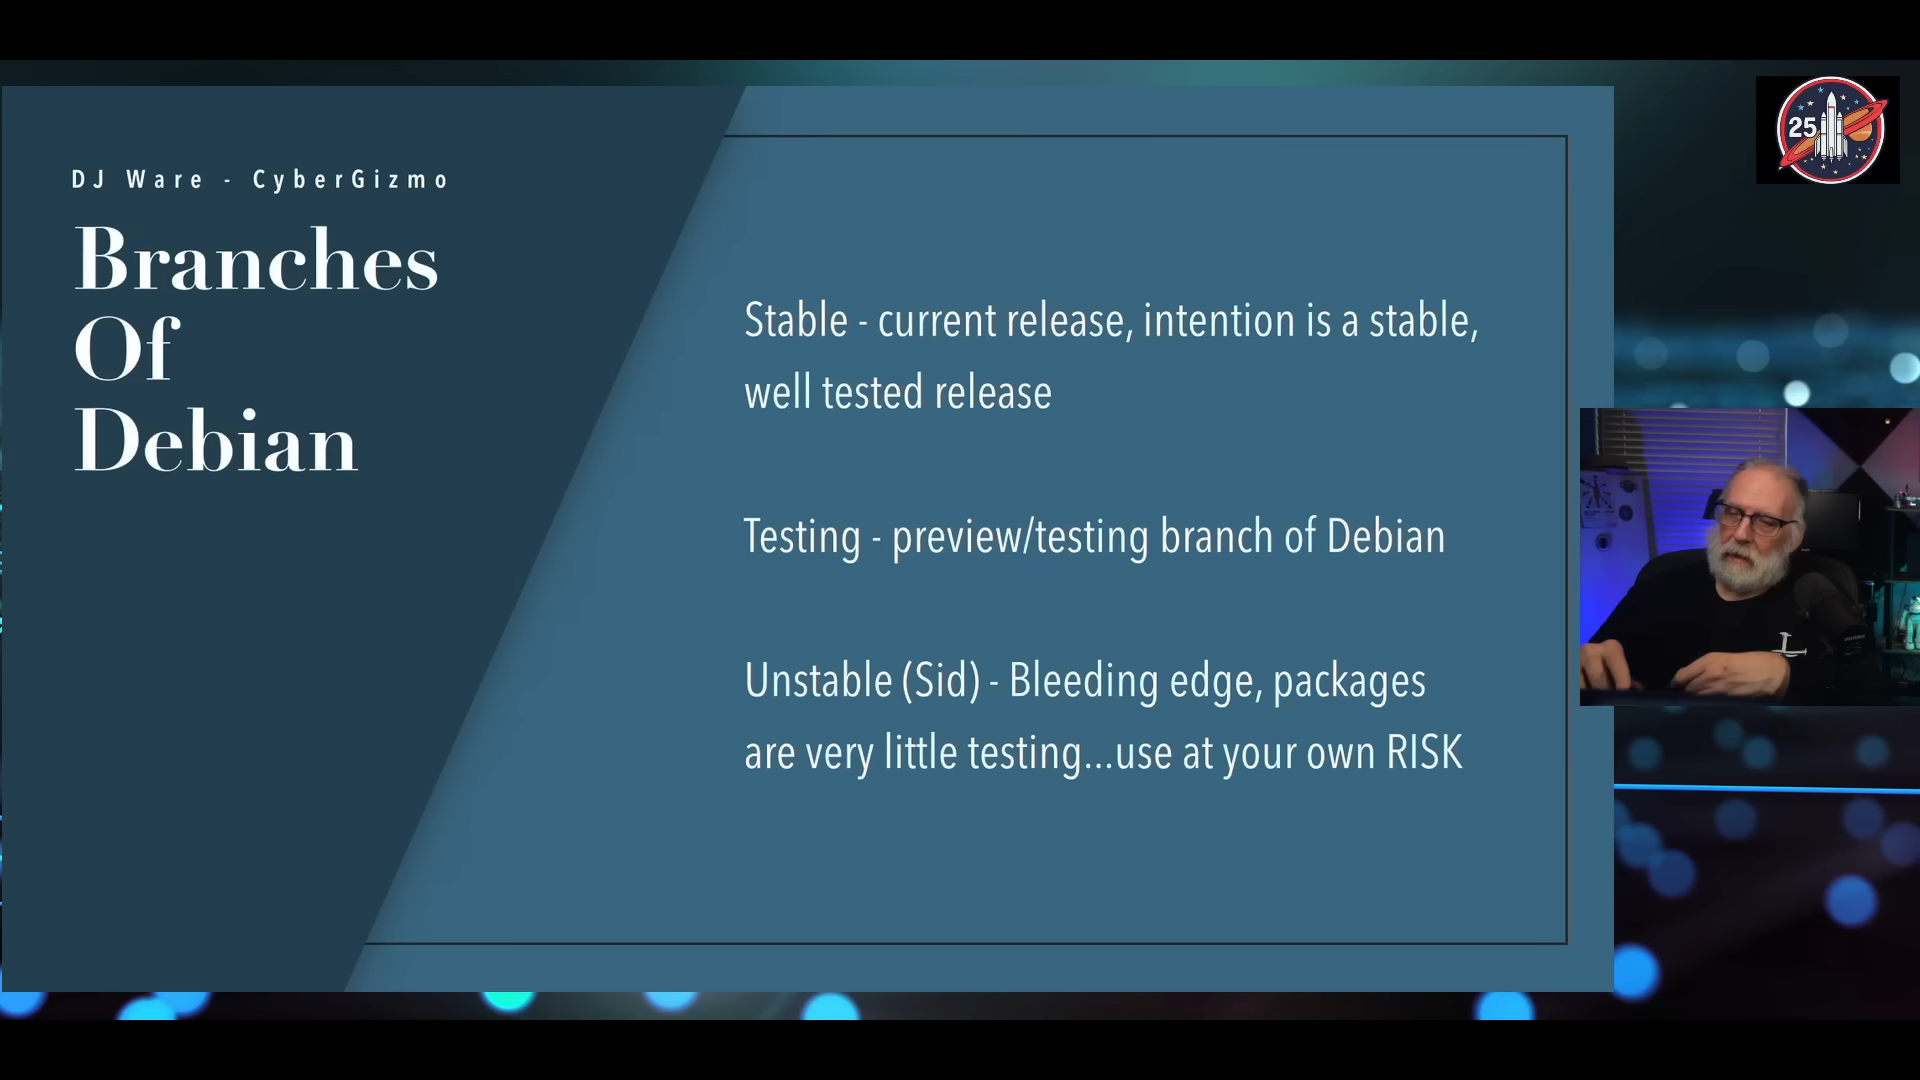 DJ Ware - CyberGizmo
Branches
Of
Debian
Stable - current release, intention is a stable,
well tested release
Testing - preview/testing branch of Debian
Unstable (Sid) - Bleeding edge, packages
are very little testing...use at your own RISK
25